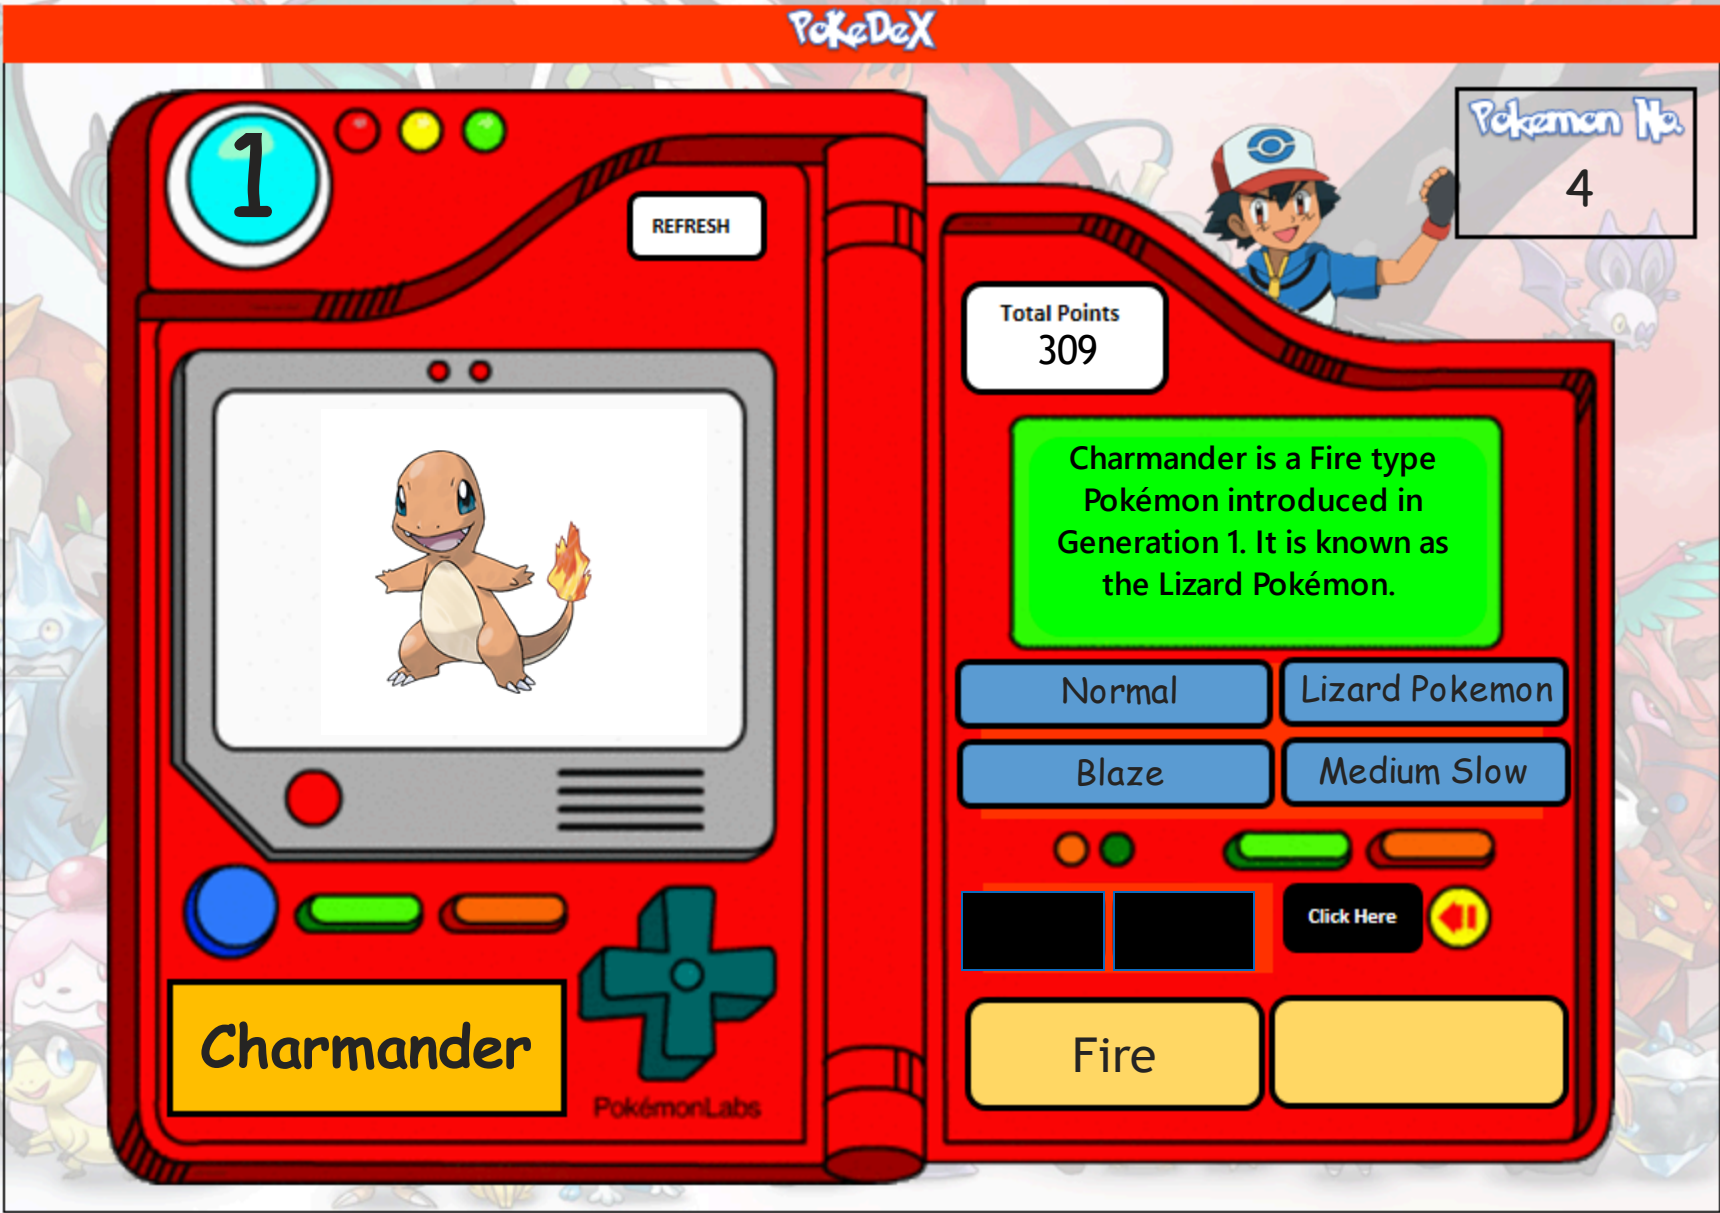 PoKeDeX
1
REFRESH
Pokemon No.
4
Total Points
309
Charmander is a Fire type
Pokémon introduced in
Generation 1. It is known as
the Lizard Pokémon.
Normal
Lizard Pokemon
Blaze
Medium Slow
Click Here
Charmander
PokémonLabs
Fire